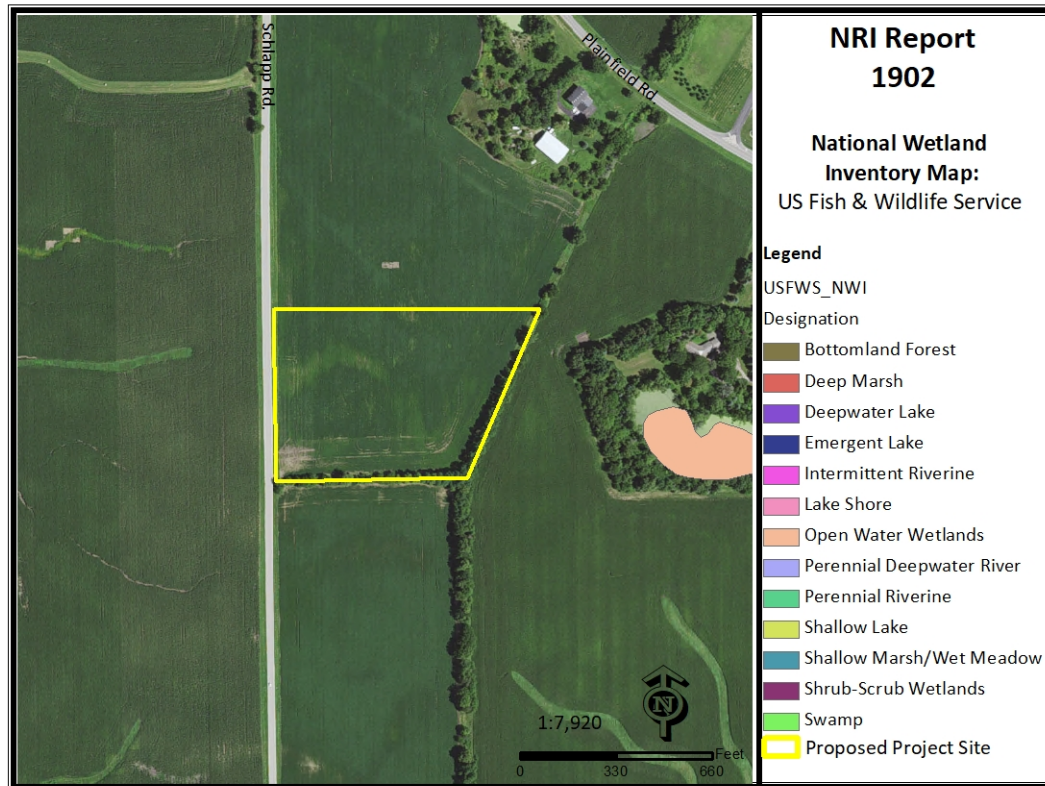 Schlapp Rd.
Plainfield Rd
1:7,920
N
Feet
0 330 660
NRI Report
1902
National Wetland
Inventory Map:
US Fish & Wildlife Service
Legend
USFWS_NWI
Designation
Bottomland Forest
Deep Marsh
Deepwater Lake
Emergent Lake
Intermittent Riverine
Lake Shore
Open Water Wetlands
Perennial Deepwater River
Perennial Riverine
Shallow Lake
Shallow Marsh/Wet Meadow
Shrub-Scrub Wetlands
Swamp
Proposed Project Site